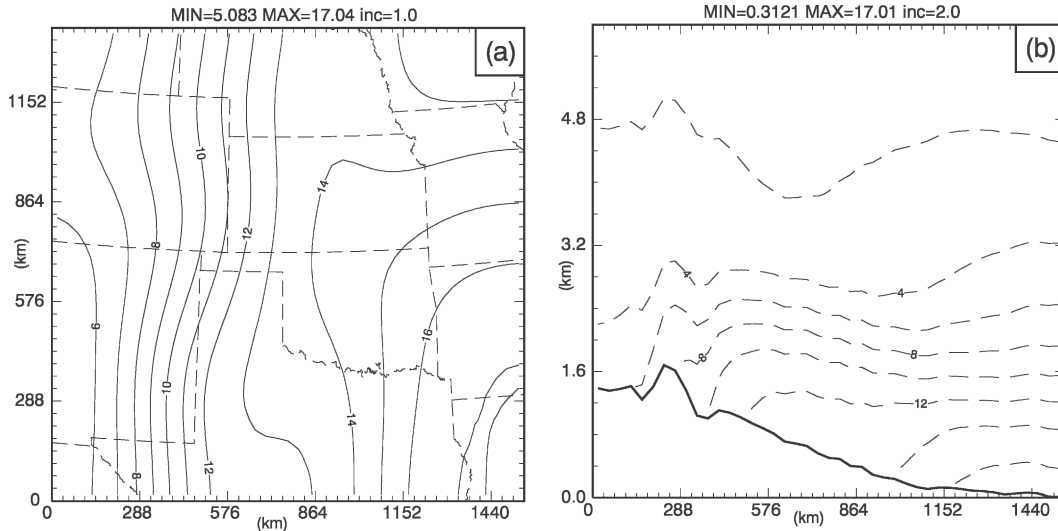 MIN=5.083 MAX=17.04 inc=1.0
(a)
1152
864
(km)
576
288
0
10
14
12
8
6
16
10
14
12
8
0 288 576 864 1152 1440
(km)
MIN=0.3121 MAX=17.01 inc=2.0
(b)
4.8
3.2
(km)
1.6
0.0
4
4
8
8
12
0 288 576 864 1152 1440
(km)